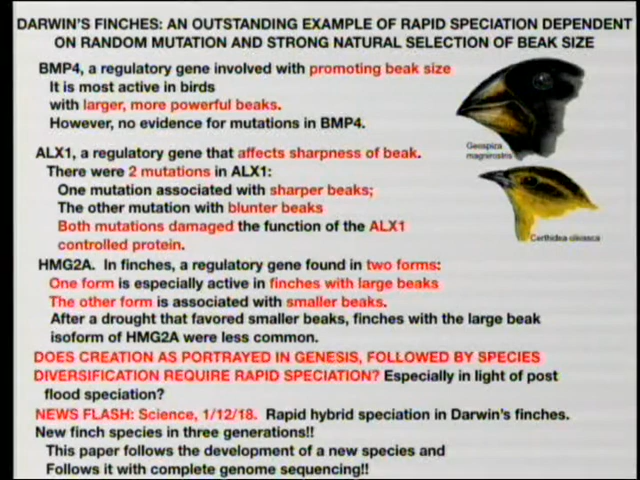 DARWIN'S FINCHES: AN OUTSTANDING EXAMPLE OF RAPID SPECIATION DEPENDENT
ON RANDOM MUTATION AND STRONG NATURAL SELECTION OF BEAK SIZE
BMP4, a regulatory gene involved with promoting beak size
It is most active in birds
with larger, more powerful beaks.
However, no evidence for mutations in BMP4.
Geospiza
magnirostris
ALX1, a regulatory gene that affects sharpness of beak.
There were 2 mutations in ALX1:
One mutation associated with sharper beaks;
The other mutation with blunter beaks
Both mutations damaged the function of the ALX1
controlled protein.
Certhidea olivasca
HMG2A. In finches, a regulatory gene found in two forms:
One form is especially active in finches with large beaks
The other form is associated with smaller beaks.
After a drought that favored smaller beaks, finches with the large beak
isoform of HMG2A were less common.
DOES CREATION AS PORTRAYED IN GENESIS, FOLLOWED BY SPECIES
DIVERSIFICATION REQUIRE RAPID SPECIATION? Especially in light of post
flood speciation?
NEWS FLASH: Science, 1/12/18. Rapid hybrid speciation in Darwin's finches.
New finch species in three generations!!
This paper follows the development of a new species and
Follows it with complete genome sequencing!!